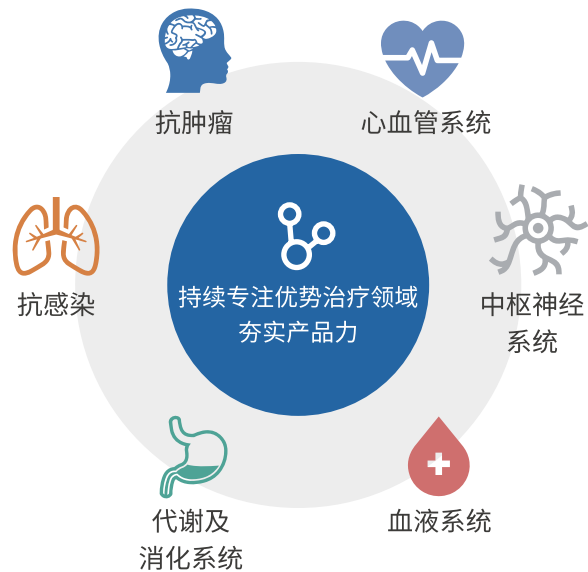 抗肿瘤
心血管系统
抗感染
持续专注优势治疗领域
夯实产品力
中枢神经
系统
代谢及
消化系统
血液系统